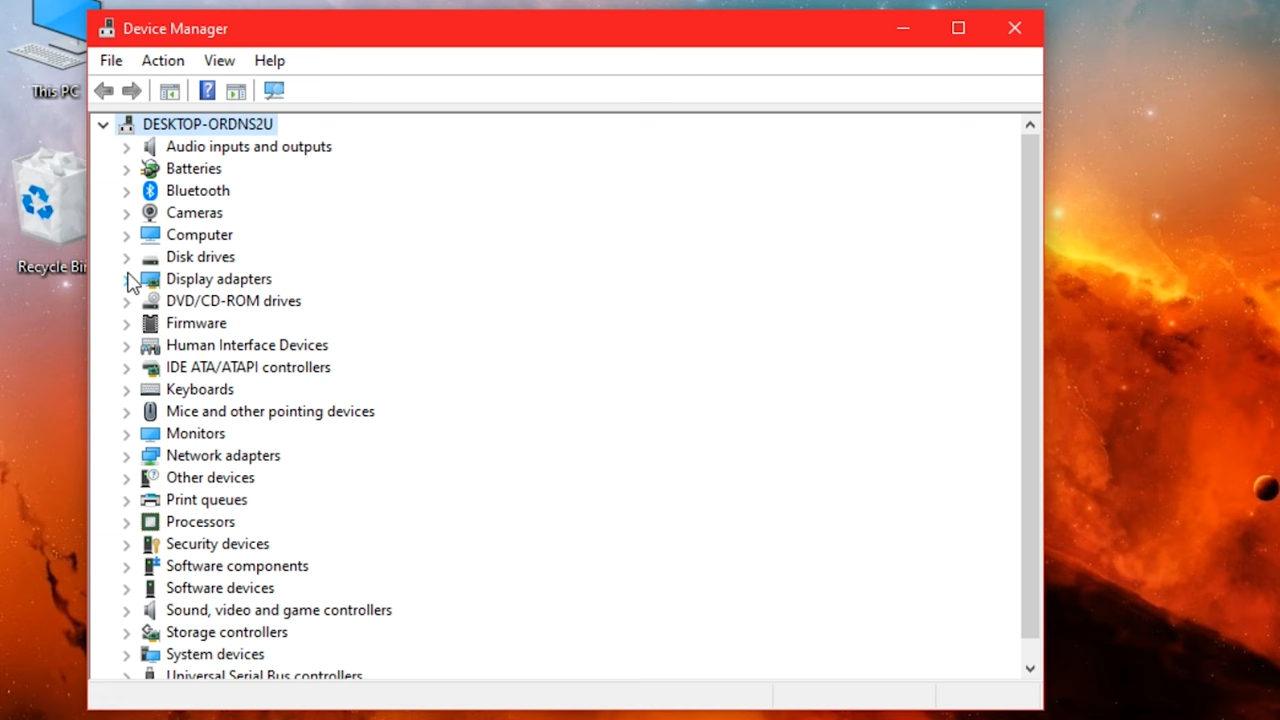 Device Manager
File Action View Help
This PC
Recycle Bin
DESKTOP-ORDNS2U
Audio inputs and outputs
Batteries
Bluetooth
Cameras
Computer
Disk drives
Display adapters
DVD/CD-ROM drives
Firmware
Human Interface Devices
IDE ATA/ATAPI controllers
Keyboards
Mice and other pointing devices
Monitors
Network adapters
Other devices
Print queues
Processors
Security devices
Software components
Software devices
Sound, video and game controllers
Storage controllers
System devices
Universal Serial Bus controllers